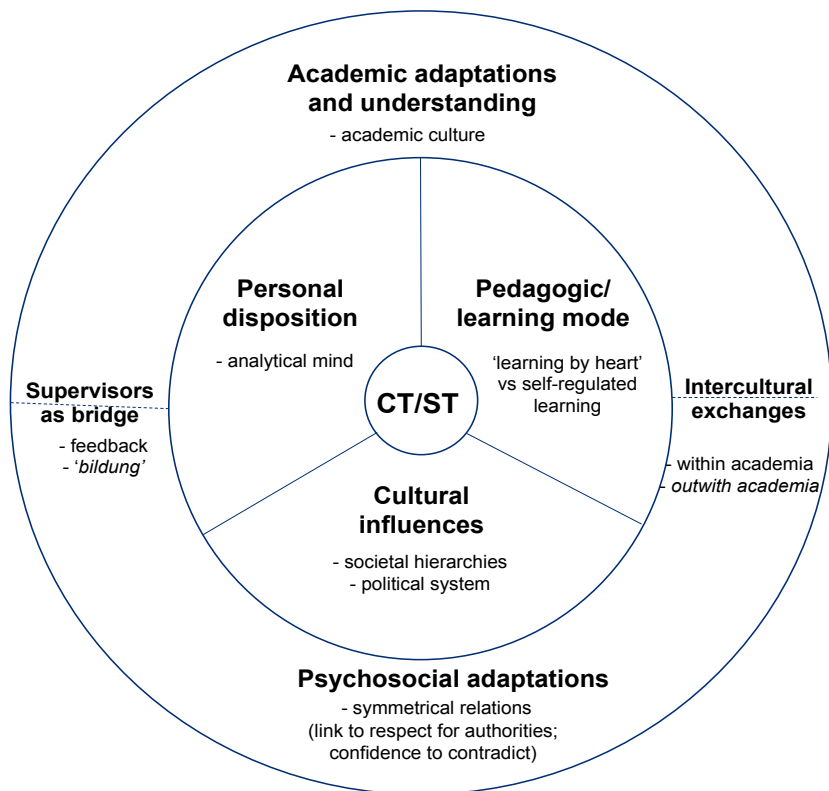 Academic adaptations
and understanding
- academic culture
Personal
disposition
- analytical mind
Pedagogic/
learning mode
‘learning by heart’
vs self-regulated
learning
CT/ST
Supervisors
as bridge
- feedback
- ‘bildung’
Intercultural
exchanges
- within academia
- outwith academia
Cultural
influences
- societal hierarchies
- political system
Psychosocial adaptations
- symmetrical relations
(link to respect for authorities;
confidence to contradict)